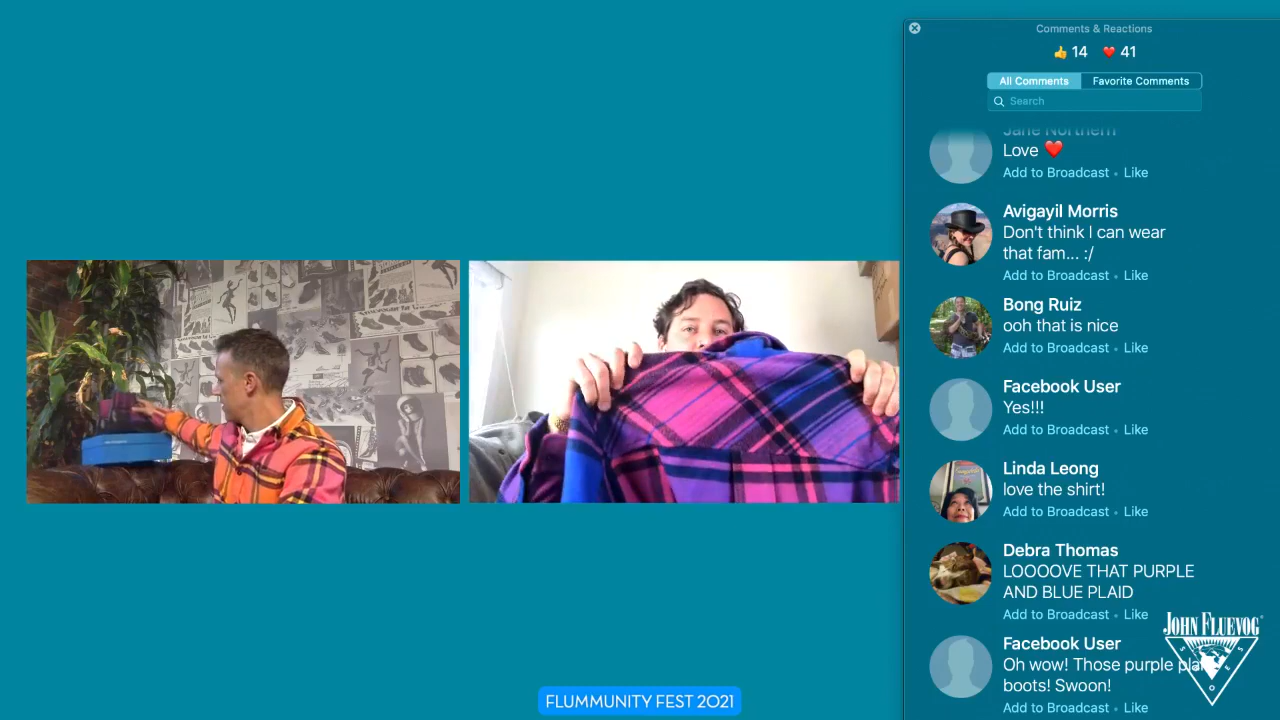 Comments & Reactions
👍 14 ❤️ 41
All Comments Favorite Comments
Search
Jane Northern
Love ❤️
Add to Broadcast • Like
Avigayil Morris
Don't think I can wear
that fam... :/
Add to Broadcast • Like
Bong Ruiz
ooh that is nice
Add to Broadcast • Like
Facebook User
Yes!!!
Add to Broadcast • Like
Linda Leong
love the shirt!
Add to Broadcast • Like
Debra Thomas
LOOOOVE THAT PURPLE
AND BLUE PLAID
Add to Broadcast • Like
Facebook User
Oh wow! Those purple plaid
boots! Swoon!
Add to Broadcast • Like
JOHN FLUEVOG
SHOES
FLUMMUNITY FEST 2021